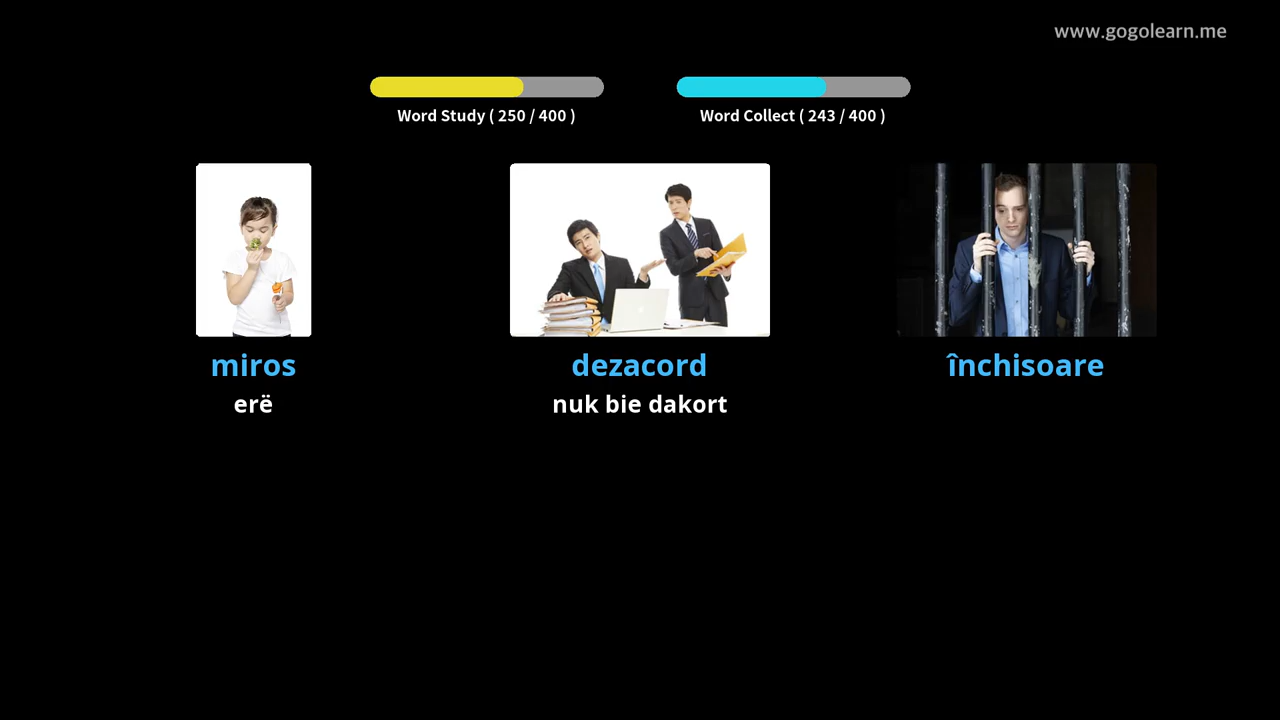 www.gogolearn.me
Word Study ( 250 / 400 )
Word Collect ( 243 / 400 )
miros
erë
dezacord
nuk bie dakort
închisoare